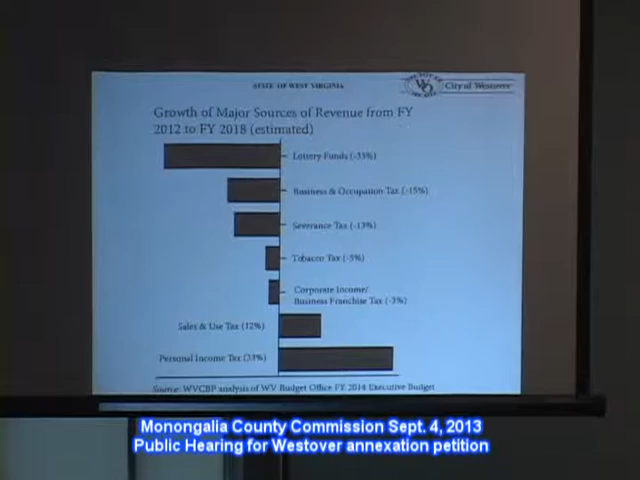 STATE OF WEST VIRGINIA
WO
City of Westover
Growth of Major Sources of Revenue from FY
2012 to FY 2018 (estimated)
Lottery Funds (-33%)
Business & Occupation Tax (-15%)
Severance Tax (-13%)
Tobacco Tax (-5%)
Corporate Income/
Business Franchise Tax (-3%)
Sales & Use Tax (12%)
Personal Income Tax (33%)
Source: WVCBP analysis of WV Budget Office FY 2014 Executive Budget
Monongalia County Commission Sept. 4, 2013
Public Hearing for Westover annexation petition